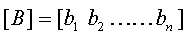 [B] = [b₁ b₂ …… bₙ]